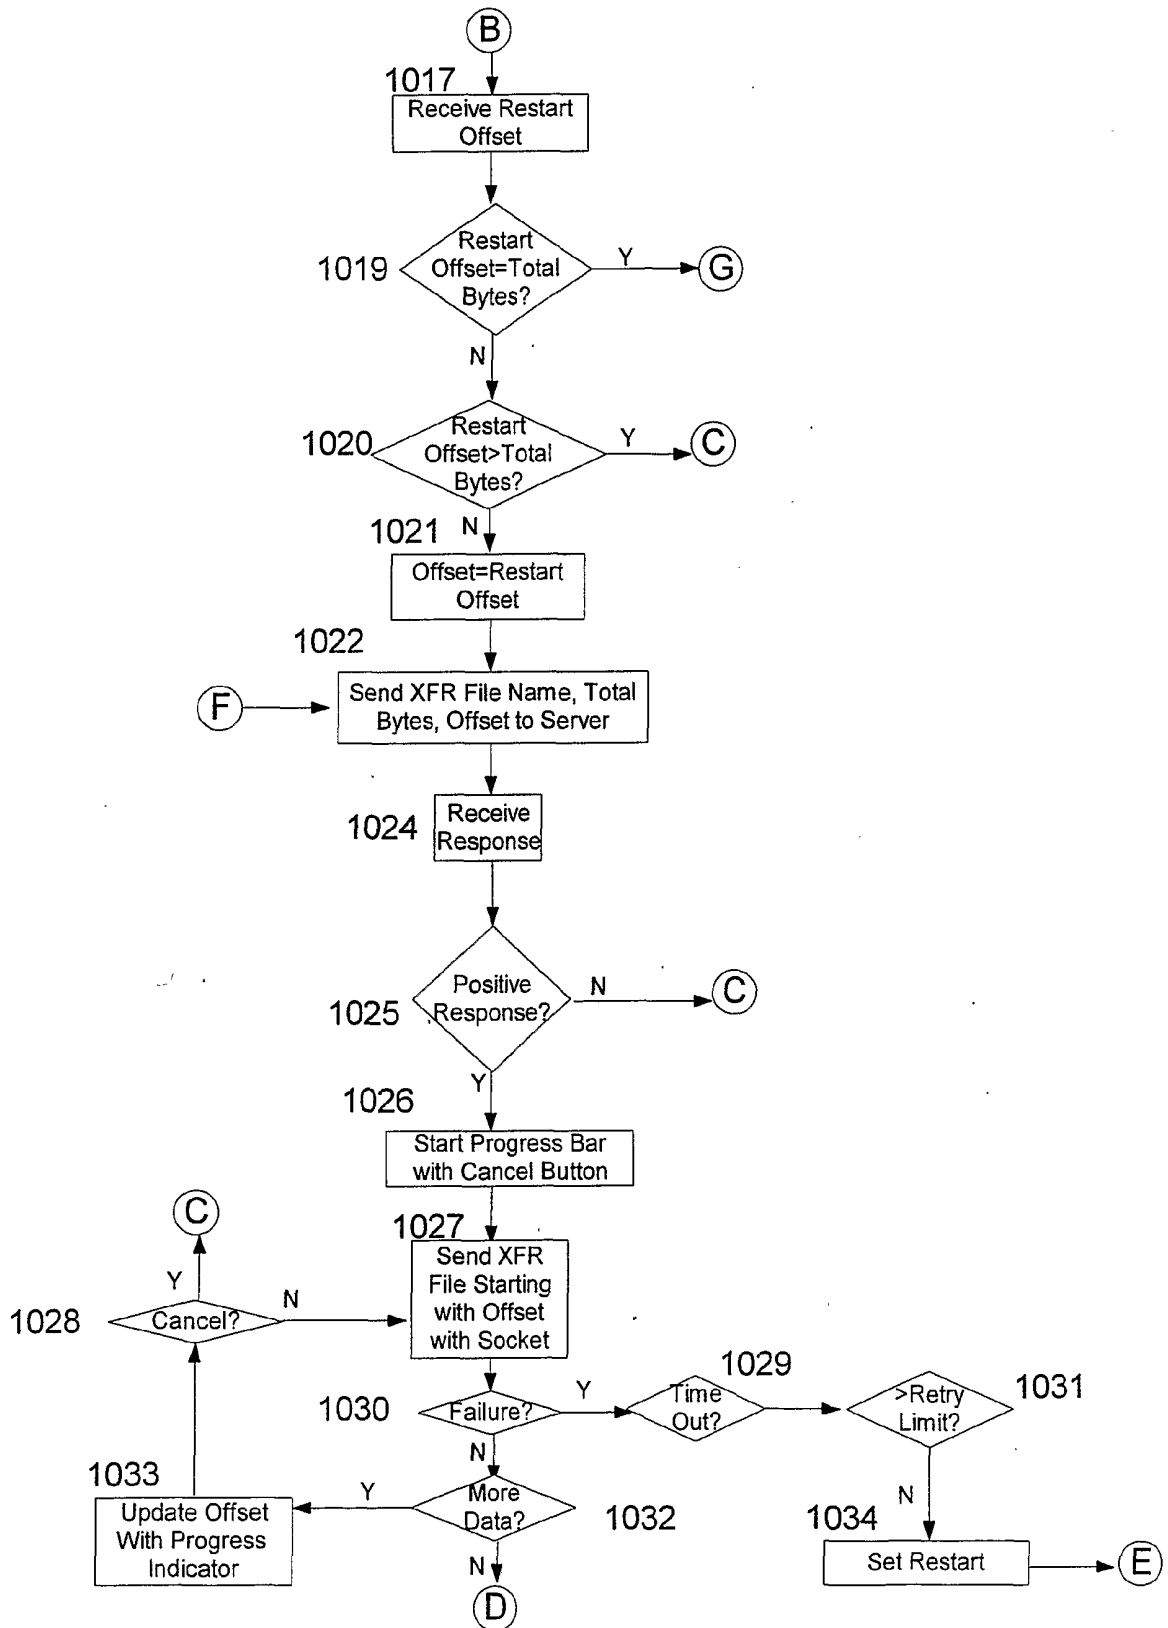 B
1017
Receive Restart
Offset
1019
Restart
Offset=Total
Bytes?
Y
G
N
1020
Restart
Offset>Total
Bytes?
Y
C
N
1021
Offset=Restart
Offset
1022
F
Send XFR File Name, Total
Bytes, Offset to Server
1024
Receive
Response
1025
Positive
Response?
N
C
Y
1026
Start Progress Bar
with Cancel Button
C
1027
Send XFR
File Starting
with Offset
with Socket
Y
1028
Cancel?
N
1030
Failure?
Y
1029
Time
Out?
1031
>Retry
Limit?
N
1033
Update Offset
With Progress
Indicator
Y
More
Data?
1032
N
1034
Set Restart
E
N
D